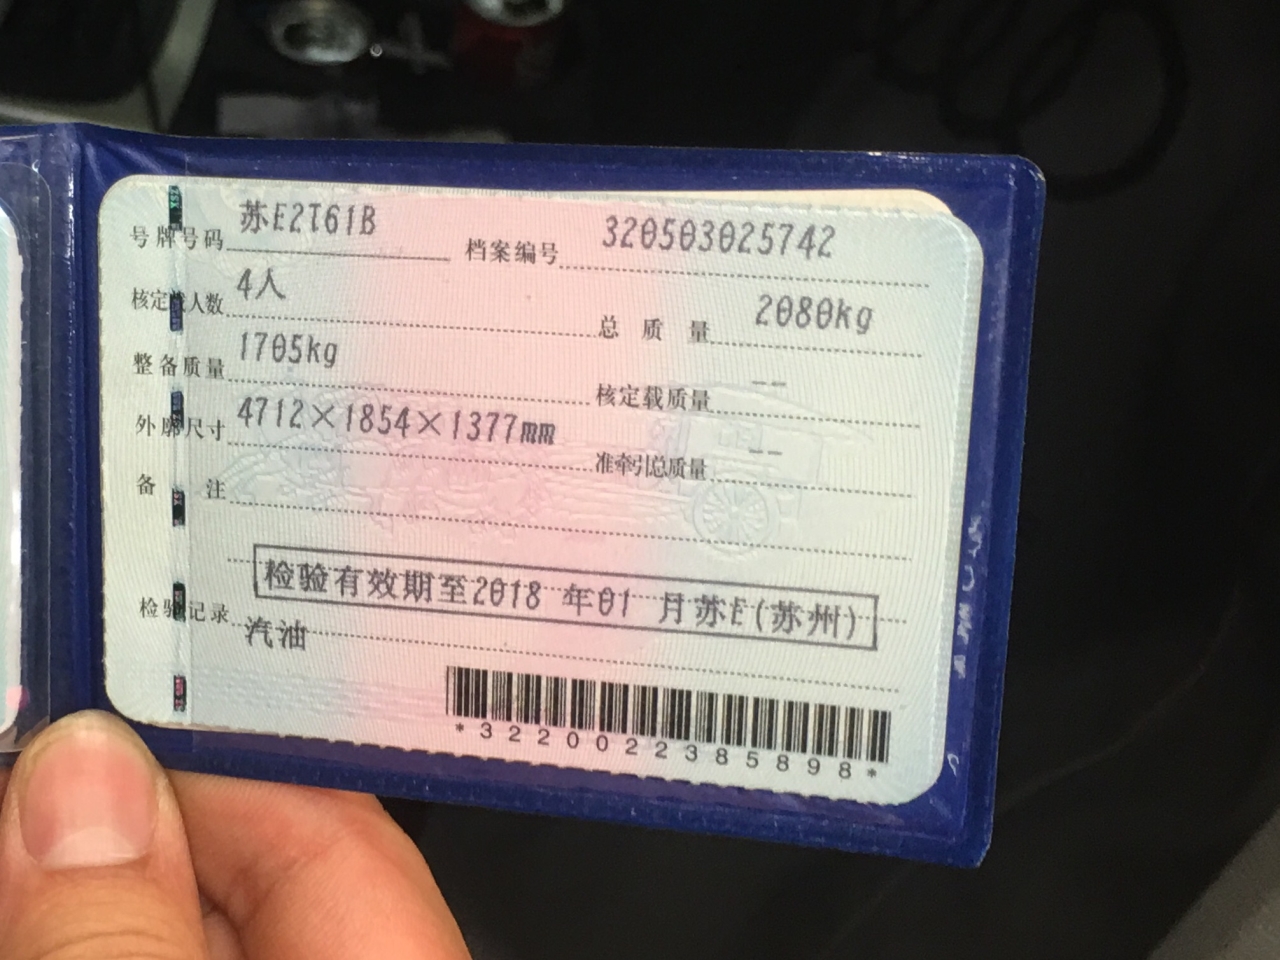 号牌号码 苏E2T61B 档案编号 320503025742
核定载人数 4人 总质量 2080kg
整备质量 1705kg 核定载质量 --
外廓尺寸 4712×1854×1377mm 准牵引总质量 --
备注
检验有效期至2018 年01 月苏E(苏州)
检验记录 汽油
*3220022385898*